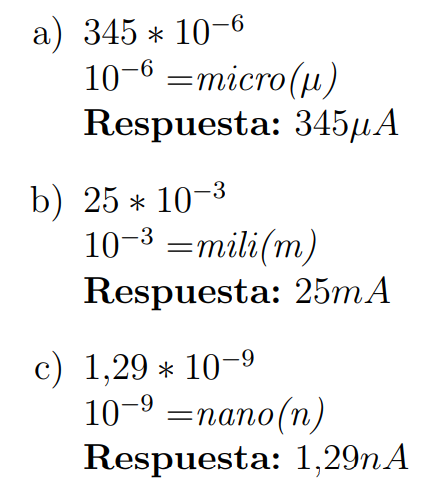 a) 345 ∗ 10⁻⁶
10⁻⁶ =micro(μ)
Respuesta: 345μA
b) 25 ∗ 10⁻³
10⁻³ =mili(m)
Respuesta: 25mA
c) 1,29 ∗ 10⁻⁹
10⁻⁹ =nano(n)
Respuesta: 1,29nA